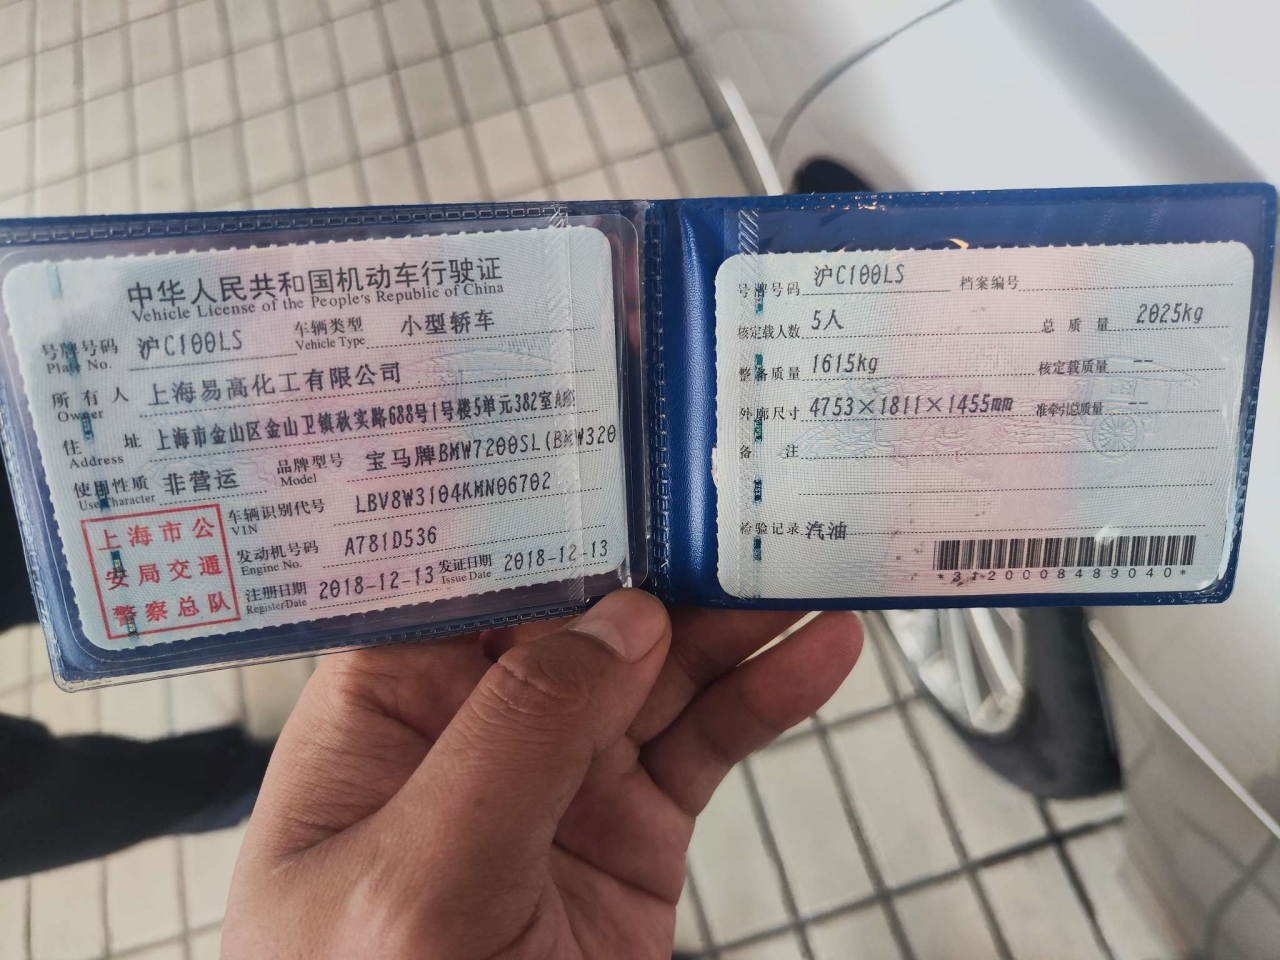 中华人民共和国机动车行驶证
Vehicle License of the People's Republic of China
号牌号码 沪C100LS 车辆类型 小型轿车
Plate No. Vehicle Type
所有人 上海易高化工有限公司
Owner
住址 上海市金山区金山卫镇秋实路688号1号楼5单元382室
Address
使用性质 非营运 品牌型号 宝马牌BMW7200SL(BMW320
Use Character Model
车辆识别代号 LBV8W3104KMN06702
VIN
发动机号码 A781D536
Engine No.
注册日期 2018-12-13 发证日期 2018-12-13
Register Date Issue Date
上海市公
安局交通
警察总队
号牌号码 沪C100LS 档案编号
核定载人数 5人 总质量 2025kg
整备质量 1615kg 核定载质量 --
外廓尺寸 4753×1811×1455mm 准牵引总质量 --
备注
检验记录 汽油
*3120008489040*